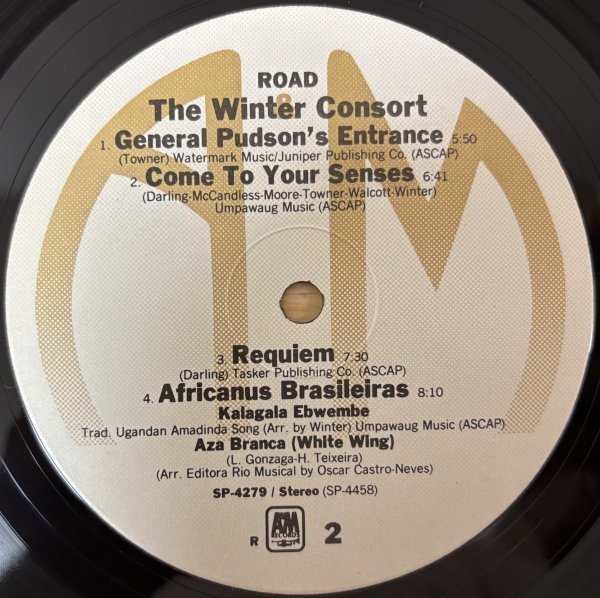 ROAD
The Winter Consort
1. General Pudson's Entrance 5:50
(Towner) Watermark Music/Juniper Publishing Co. (ASCAP)
2. Come To Your Senses 6:41
(Darling-McCandless-Moore-Towner-Walcott-Winter)
Umpawaug Music (ASCAP)
3 Requiem 7:30
(Darling) Tasker Publishing Co. (ASCAP)
4. Africanus Brasileiras 8:10
Kalagala Ebwembe
Trad. Ugandan Amadinda Song (Arr. by Winter) Umpawaug Music (ASCAP)
Aza Branca (White Wing)
(L. Gonzaga-H. Teixeira)
(Arr. Editora Rio Musical by Oscar Castro-Neves)
SP-4279 / Stereo (SP-4458)
R A&M RECORDS 2